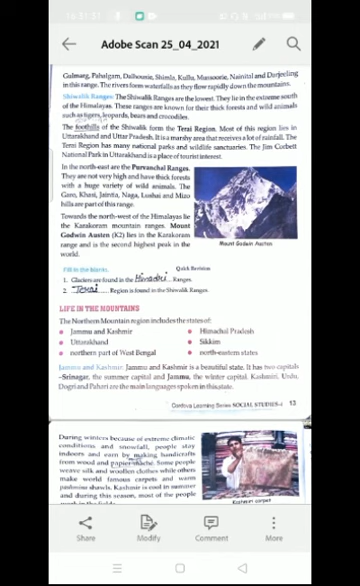 Adobe Scan 25_04_2021
Gulmarg, Pahalgam, Dalhousie, Shimla, Kullu, Mussoorie, Nainital and Darjeeling
in this range. The rivers form waterfalls as they flow rapidly down the mountains.
Shiwalik Ranges: The Shiwalik Ranges are the lowest. They lie in the extreme south
of the Himalayas. These ranges are known for their thick forests and wild animals
such as tigers, leopards, bears and crocodiles.
The foothills of the Shiwalik form the Terai Region. Most of this region lies in
Uttarakhand and Uttar Pradesh. It is a marshy area that receives a lot of rainfall. The
Terai Region has many national parks and wildlife sanctuaries. The Jim Corbett
National Park in Uttarakhand is a place of tourist interest.
In the north-east are the Purvanchal Ranges.
They are not very high and have thick forests
with a huge variety of wild animals. The
Garo, Khasi, Jaintia, Naga, Lushai and Mizo
hills are part of this range.
Towards the north-west of the Himalayas lie
the Karakoram mountain ranges. Mount
Godwin Austen (K2) lies in the Karakoram
range and is the second highest peak in the
world.
Mount Godwin Austen
Fill in the blanks. Quick Revision
1. Glaciers are found in the Himadri Ranges.
2. Terai Region is found in the Shiwalik Ranges.
LIFE IN THE MOUNTAINS
The Northern Mountain region includes the states of:
Jammu and Kashmir
Himachal Pradesh
Uttarakhand
Sikkim
northern part of West Bengal
north-eastern states
Jammu and Kashmir: Jammu and Kashmir is a beautiful state. It has two capitals
–Srinagar, the summer capital and Jammu, the winter capital. Kashmiri, Urdu,
Dogri and Pahari are the main languages spoken in this state.
Learning Series SOCIAL STUDIES-4 13
During winters because of extreme climatic
conditions and snowfall, people stay
indoors and earn by making handicrafts
from wood and papier-mâché. Some people
weave silk and woollen clothes while others
make world famous carpets and warm
pashmina shawls. Kashmir is cool in summer
and during this season, most of the people
work in the fields
Kashmiri carpet
Share
Modify
Comment
More